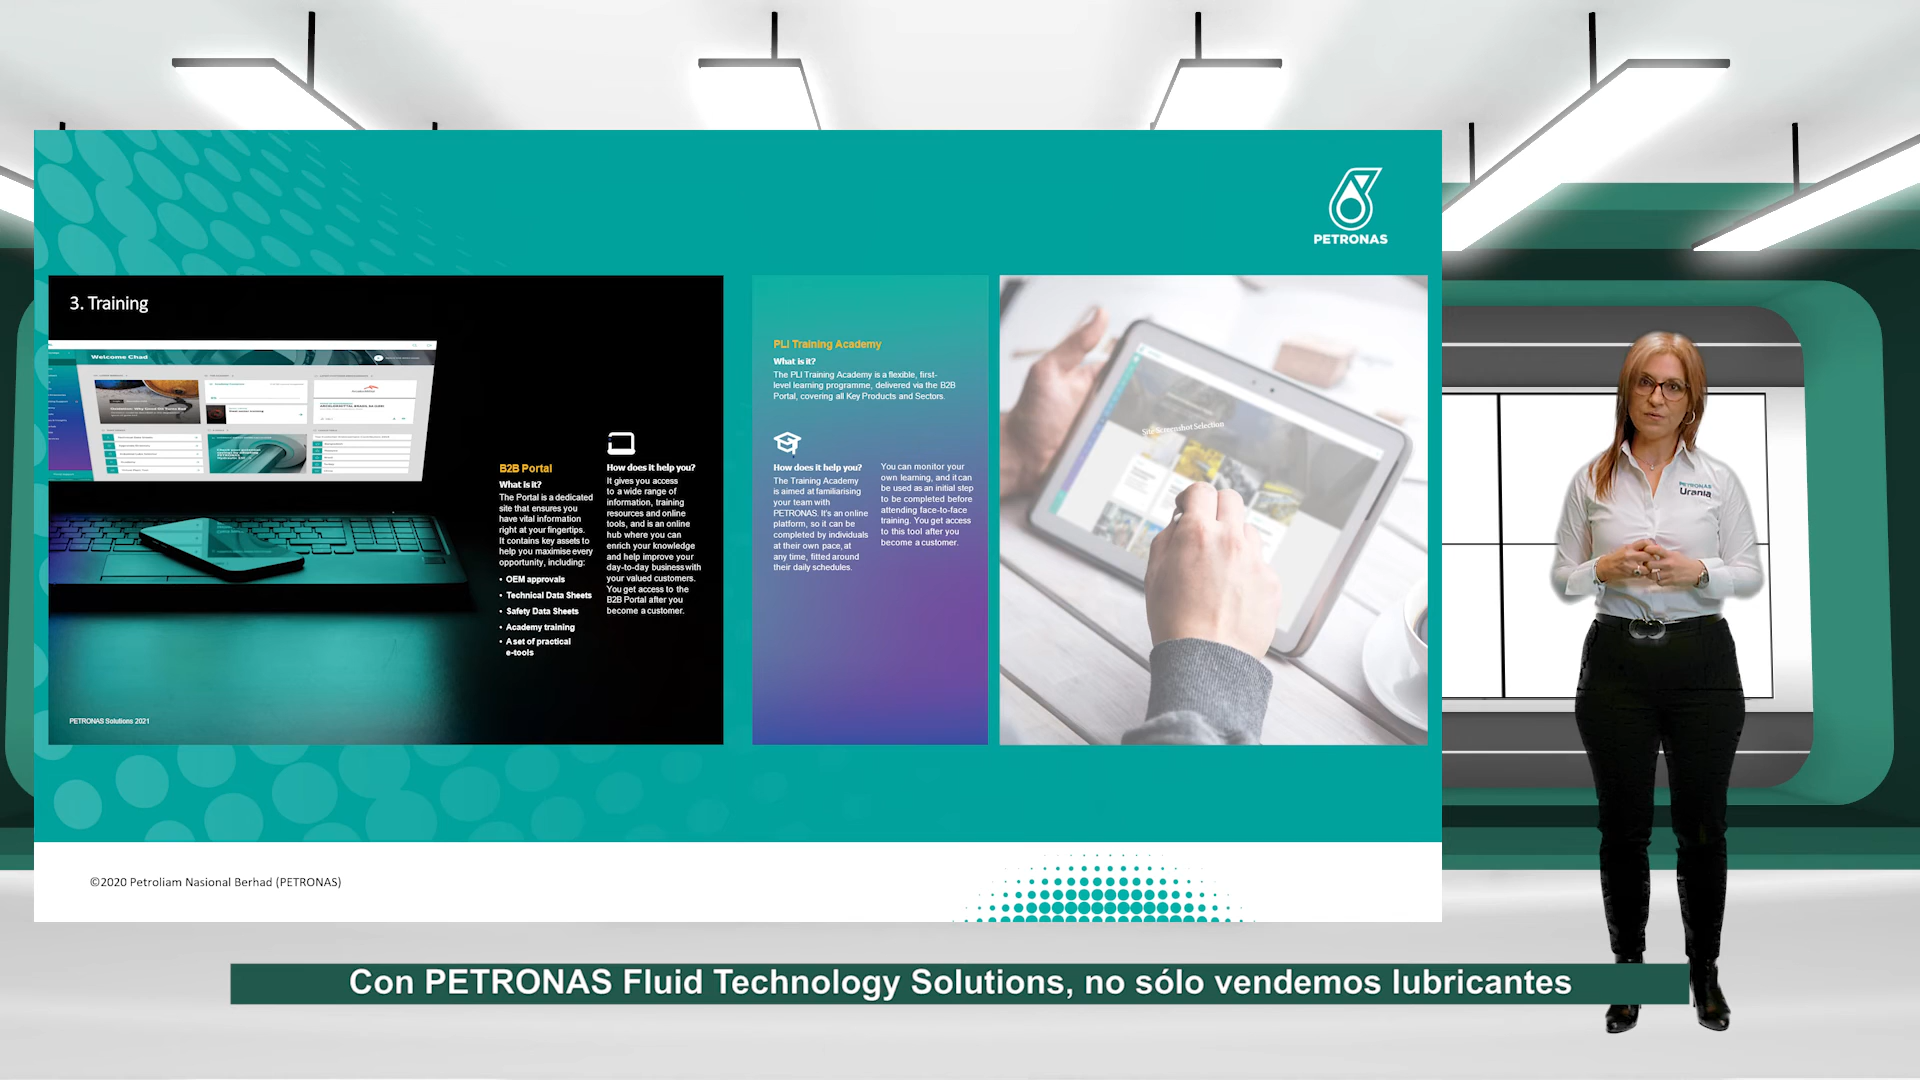 PETRONAS
3. Training
Welcome Chad
B2B Portal
What is it?
The Portal is a dedicated
site that ensures you
have vital information
right at your fingertips.
It contains key assets to
help you maximise every
opportunity, including:
• OEM approvals
• Technical Data Sheets
• Safety Data Sheets
• Academy training
• A set of practical
e-tools
How does it help you?
It gives you access
to a wide range of
information, training
resources and online
tools, and is an online
hub where you can
enrich your knowledge
and help improve your
day-to-day business with
your valued customers.
You get access to the
B2B Portal after you
become a customer.
PETRONAS Solutions 2021
PLI Training Academy
What is it?
The PLI Training Academy is a flexible, first-
level learning programme, delivered via the B2B
Portal, covering all Key Products and Sectors.
How does it help you?
The Training Academy
is aimed at familiarising
your team with
PETRONAS. It's an online
platform, so it can be
completed by individuals
at their own pace, at
any time, fitted around
their daily schedules.
You can monitor your
own learning, and it can
be used as an initial step
to be completed before
attending face-to-face
training. You get access
to this tool after you
become a customer.
Site Screenshot Selection
PETRONAS
Urania
©2020 Petroliam Nasional Berhad (PETRONAS)
Con PETRONAS Fluid Technology Solutions, no sólo vendemos lubricantes